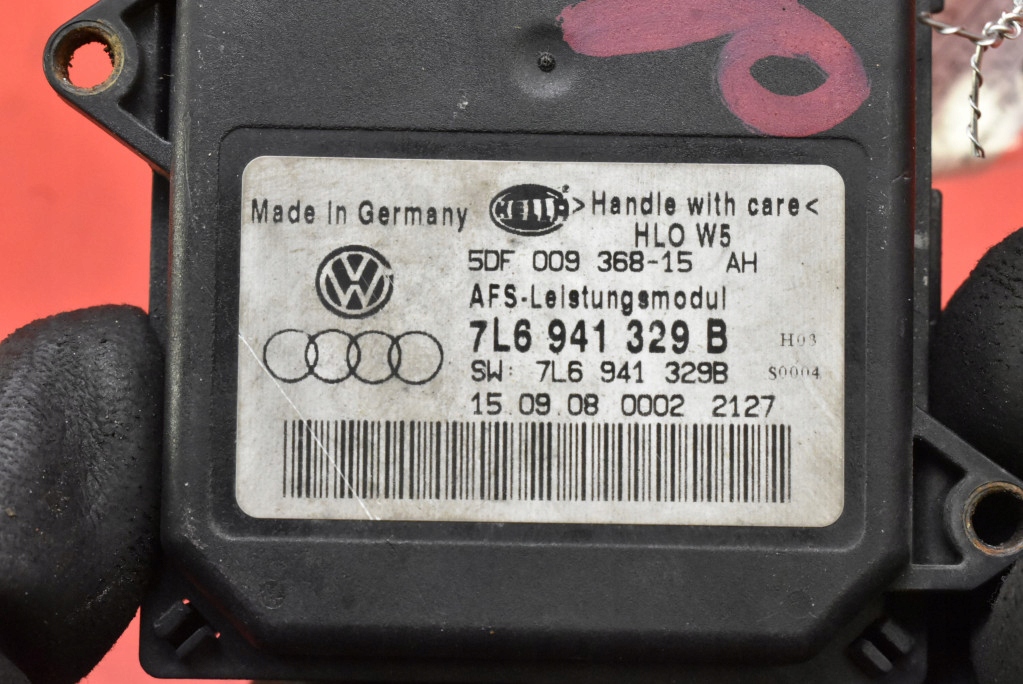 Made in Germany HELLA ® >Handle with care<
HLO W5
5DF 009 368-15 AH
VW
AFS-Leistungsmodul
7L6 941 329 B H03
SW: 7L6 941 329B S0004
15.09.08 0002 2127